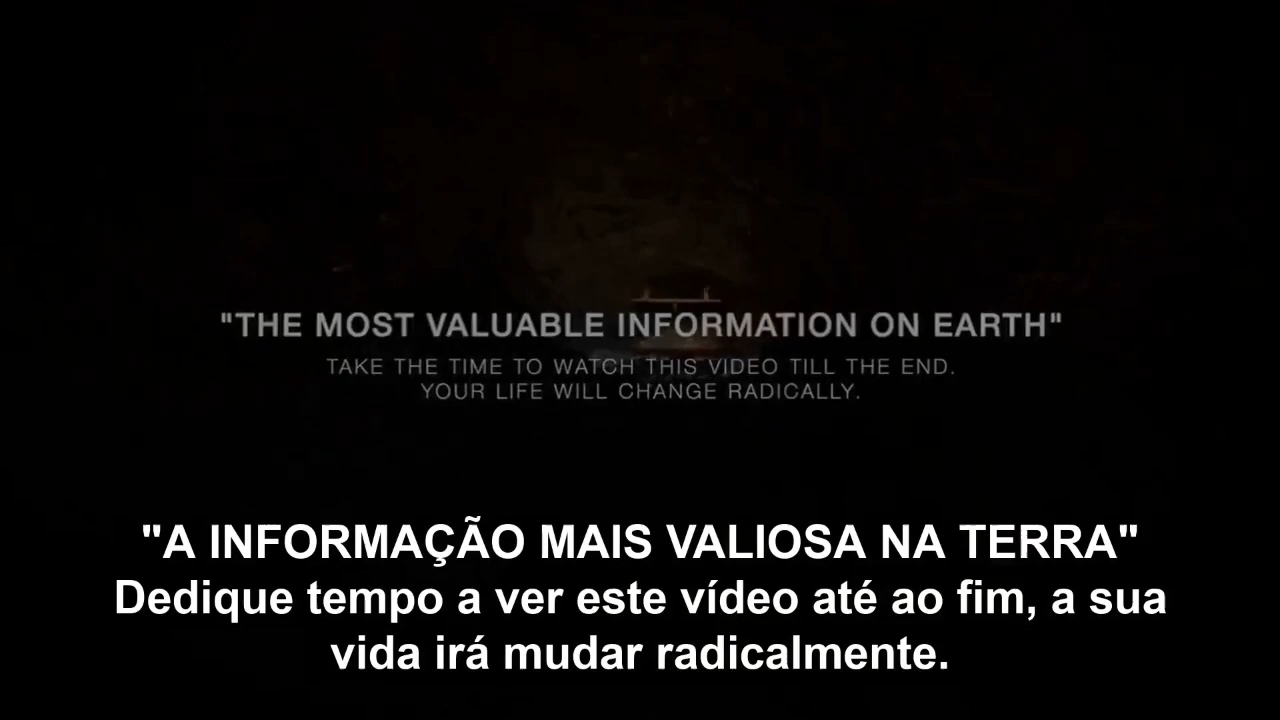 "THE MOST VALUABLE INFORMATION ON EARTH"
TAKE THE TIME TO WATCH THIS VIDEO TILL THE END.
YOUR LIFE WILL CHANGE RADICALLY.
"A INFORMAÇÃO MAIS VALIOSA NA TERRA"
Dedique tempo a ver este vídeo até ao fim, a sua
vida irá mudar radicalmente.